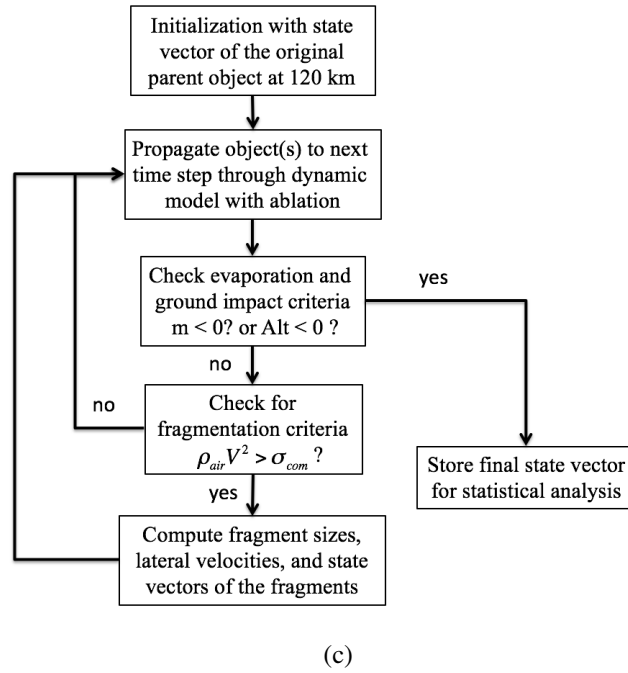 Initialization with state
vector of the original
parent object at 120 km
Propagate object(s) to next
time step through dynamic
model with ablation
Check evaporation and
ground impact criteria
m < 0? or Alt < 0 ?
yes
no
no
Check for
fragmentation criteria
ρ_air V² > σ_com ?
yes
Store final state vector
for statistical analysis
Compute fragment sizes,
lateral velocities, and state
vectors of the fragments
(c)